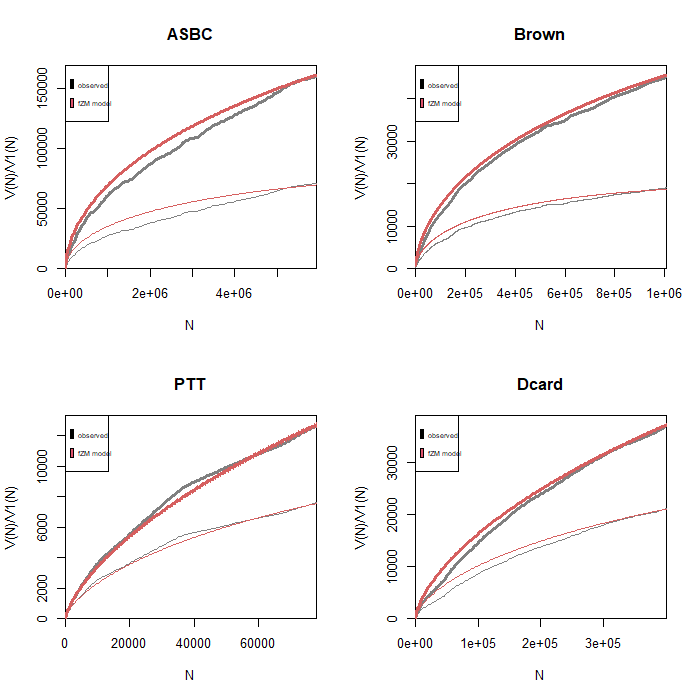 ASBC
V(N)/V1(N)
0 50000 100000 150000
observed
fZM model
0e+00 2e+06 4e+06
N
Brown
V(N)/V1(N)
0 10000 30000
observed
fZM model
0e+00 2e+05 4e+05 6e+05 8e+05 1e+06
N
PTT
V(N)/V1(N)
0 2000 6000 10000
observed
fZM model
0 20000 40000 60000
N
Dcard
V(N)/V1(N)
0 10000 20000 30000
observed
fZM model
0e+00 1e+05 2e+05 3e+05
N